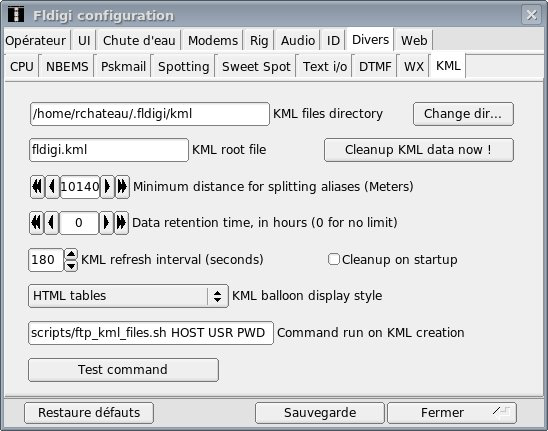 Fldigi configuration
Opérateur UI Chute d'eau Modems Rig Audio ID Divers Web
CPU NBEMS Pskmail Spotting Sweet Spot Text i/o DTMF WX KML
/home/rchateau/.fldigi/kml KML files directory Change dir...
fldigi.kml KML root file Cleanup KML data now !
10140 Minimum distance for splitting aliases (Meters)
0 Data retention time, in hours (0 for no limit)
180 KML refresh interval (seconds) Cleanup on startup
HTML tables KML balloon display style
scripts/ftp_kml_files.sh HOST USR PWD Command run on KML creation
Test command
Restaure défauts Sauvegarde Fermer